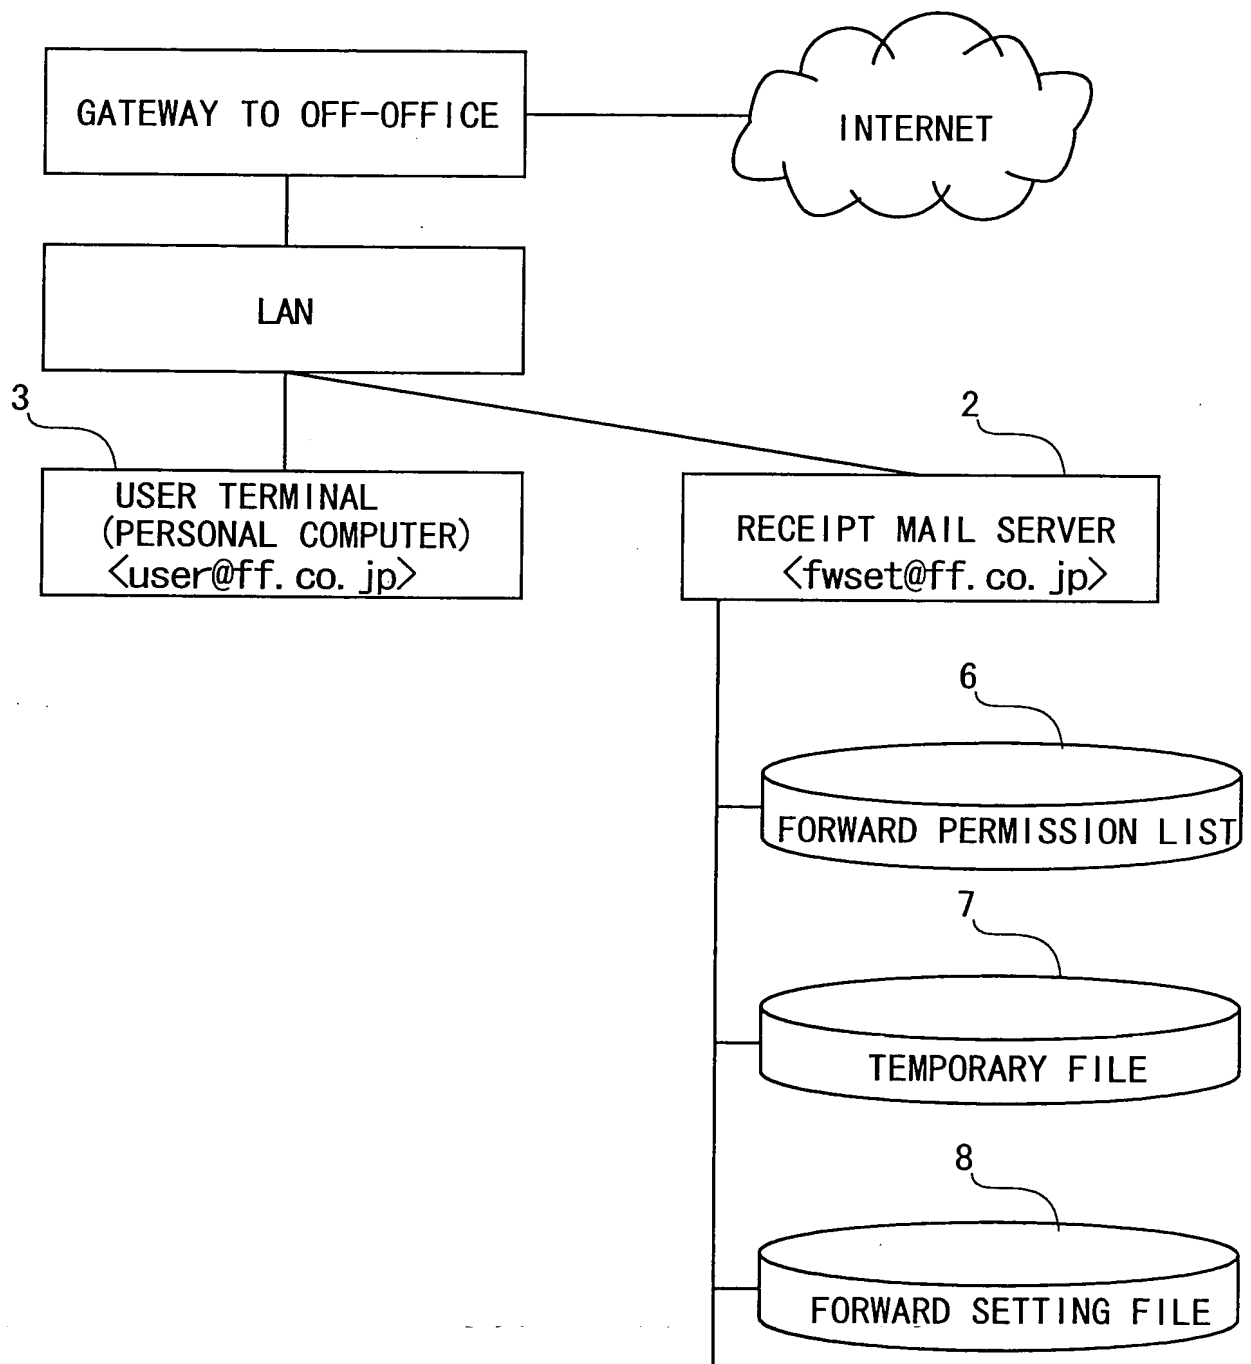 GATEWAY TO OFF-OFFICE
INTERNET
LAN
3
2
USER TERMINAL
(PERSONAL COMPUTER)
<user@ff.co.jp>
RECEIPT MAIL SERVER
<fwset@ff.co.jp>
6
FORWARD PERMISSION LIST
7
TEMPORARY FILE
8
FORWARD SETTING FILE